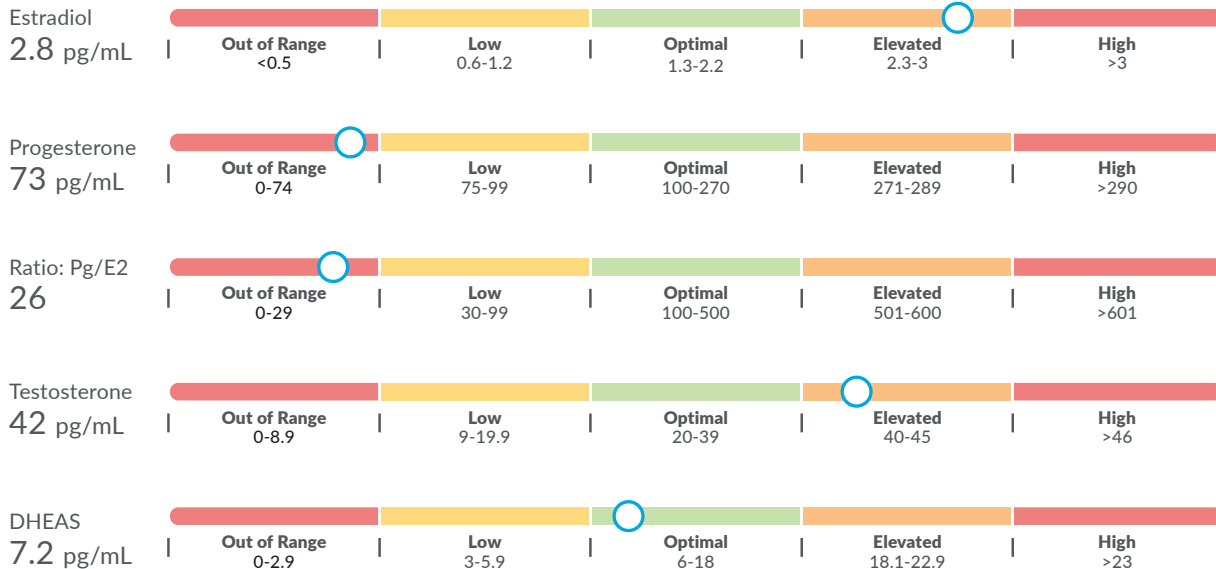 Estradiol
2.8 pg/mL
Out of Range Low Optimal Elevated High
<0.5 0.6-1.2 1.3-2.2 2.3-3 >3
Progesterone
73 pg/mL
Out of Range Low Optimal Elevated High
0-74 75-99 100-270 271-289 >290
Ratio: Pg/E2
26
Out of Range Low Optimal Elevated High
0-29 30-99 100-500 501-600 >601
Testosterone
42 pg/mL
Out of Range Low Optimal Elevated High
0-8.9 9-19.9 20-39 40-45 >46
DHEAS
7.2 pg/mL
Out of Range Low Optimal Elevated High
0-2.9 3-5.9 6-18 18.1-22.9 >23